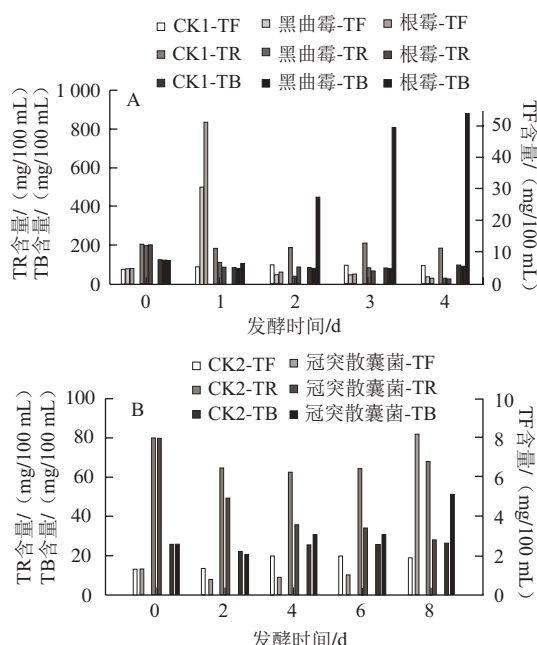 CK1-TF 黑曲霉-TF 根霉-TF
CK1-TR 黑曲霉-TR 根霉-TR
CK1-TB 黑曲霉-TB 根霉-TB
A
TR含量/（mg/100 mL）
TB含量/（mg/100 mL）
1 000
800
600
400
200
0
50
40
30
20
10
0
TF含量/（mg/100 mL）
0 1 2 3 4
发酵时间/d
CK2-TF 冠突散囊菌-TF
CK2-TR 冠突散囊菌-TR
CK2-TB 冠突散囊菌-TB
B
TR含量/（mg/100 mL）
TB含量/（mg/100 mL）
100
80
60
40
20
0
10
8
6
4
2
0
TF含量/（mg/100 mL）
0 2 4 6 8
发酵时间/d